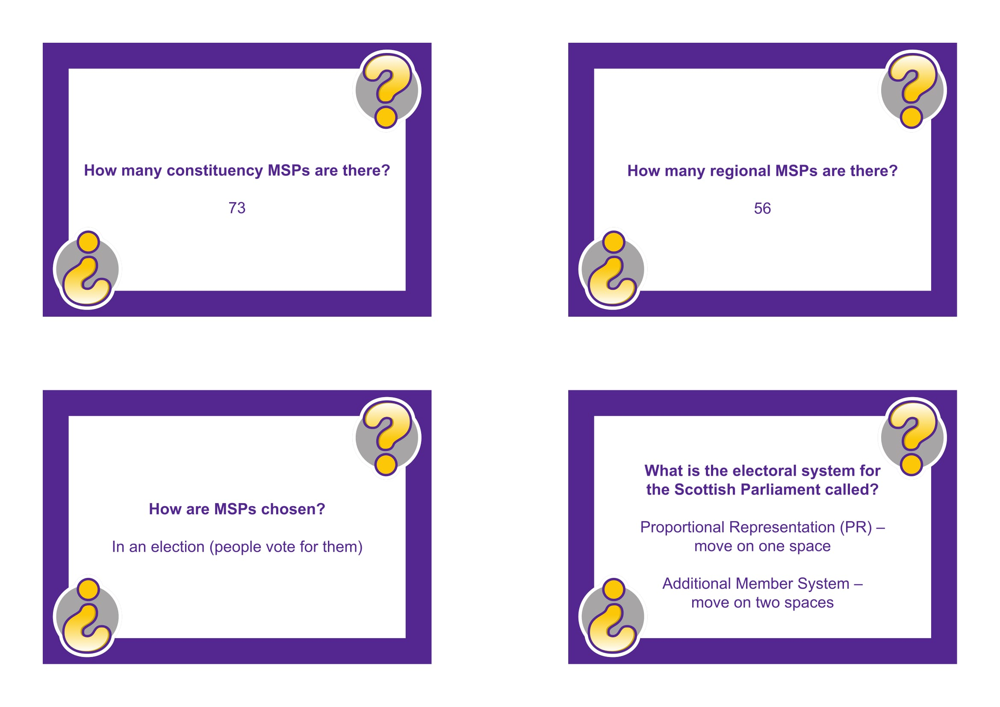 How many constituency MSPs are there?
73
How many regional MSPs are there?
56
How are MSPs chosen?
In an election (people vote for them)
What is the electoral system for
the Scottish Parliament called?
Proportional Representation (PR) –
move on one space
Additional Member System –
move on two spaces